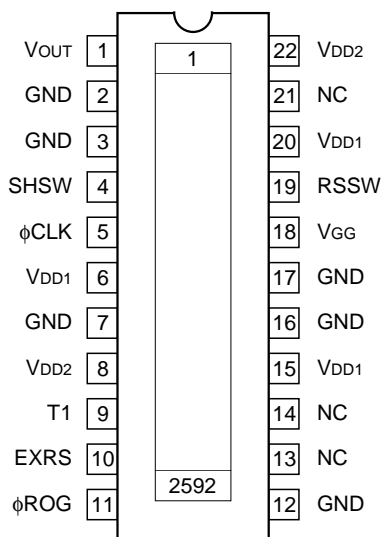 VOUT 1 1 22 VDD2
GND 2 21 NC
GND 3 20 VDD1
SHSW 4 19 RSSW
ϕCLK 5 18 VGG
VDD1 6 17 GND
GND 7 16 GND
VDD2 8 15 VDD1
T1 9 14 NC
EXRS 10 13 NC
ϕROG 11 2592 12 GND